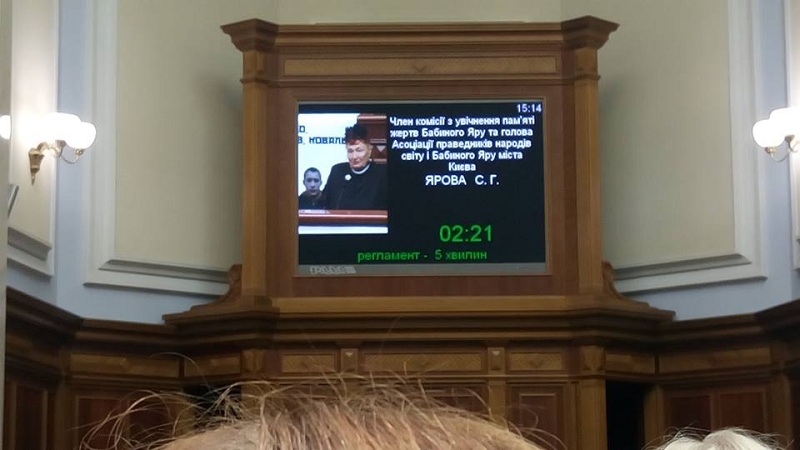 15:14
Член комісії з увічнення пам'яті
жертв Бабиного Яру та голова
Асоціації праведників народів
світу і Бабиного Яру міста
Києва
ЯРОВА С. Г.
02:21
регламент - 5 хвилин